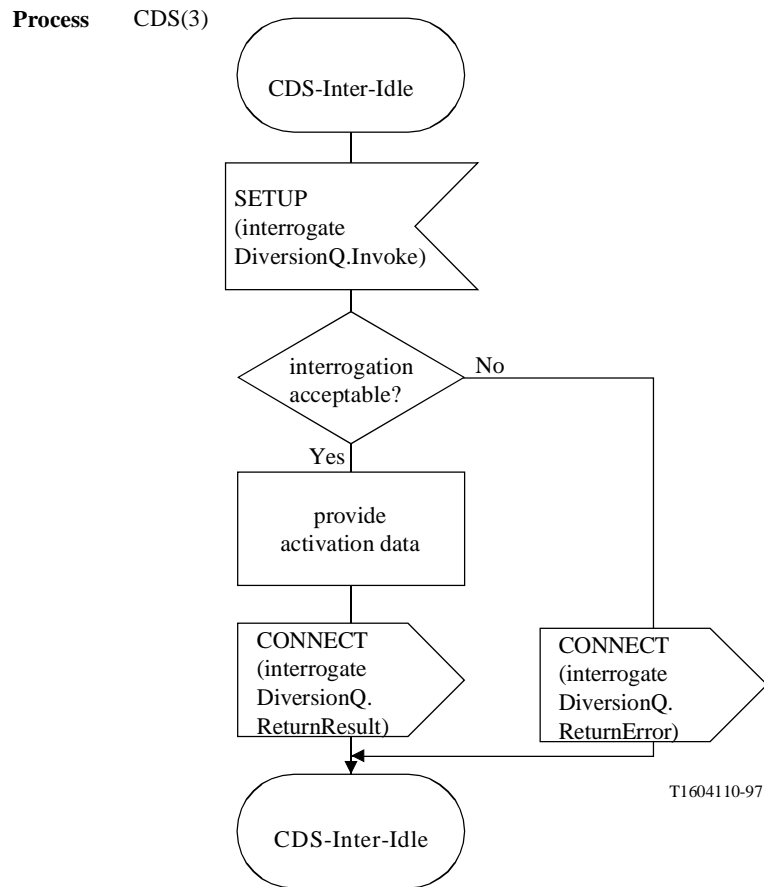 Process CDS(3)
CDS-Inter-Idle
SETUP
(interrogate
DiversionQ.Invoke)
interrogation
acceptable?
No
Yes
provide
activation data
CONNECT
(interrogate
DiversionQ.
ReturnResult)
CONNECT
(interrogate
DiversionQ.
ReturnError)
T1604110-97
CDS-Inter-Idle